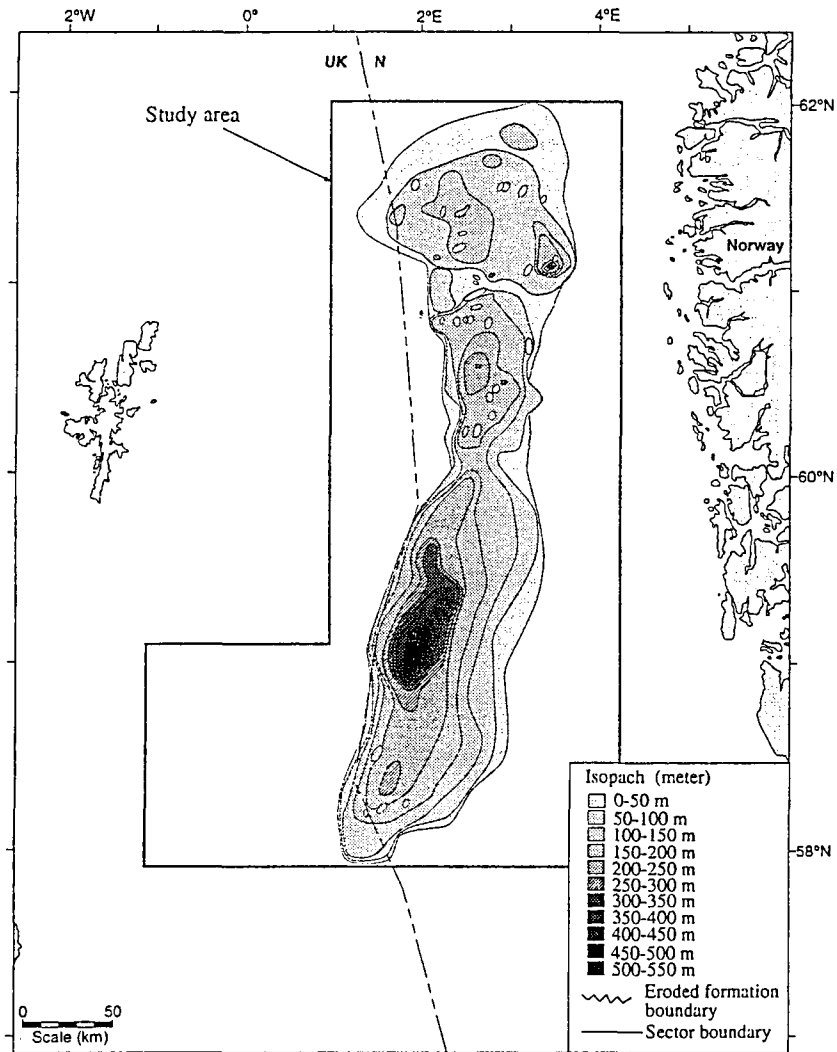 2°W 0° 2°E 4°E
UK N
62°N
Study area
Norway
60°N
Isopach (meter)
0-50 m
50-100 m
100-150 m
150-200 m
200-250 m
250-300 m
300-350 m
350-400 m
400-450 m
450-500 m
500-550 m
58°N
Eroded formation
boundary
Sector boundary
0 50
Scale (km)